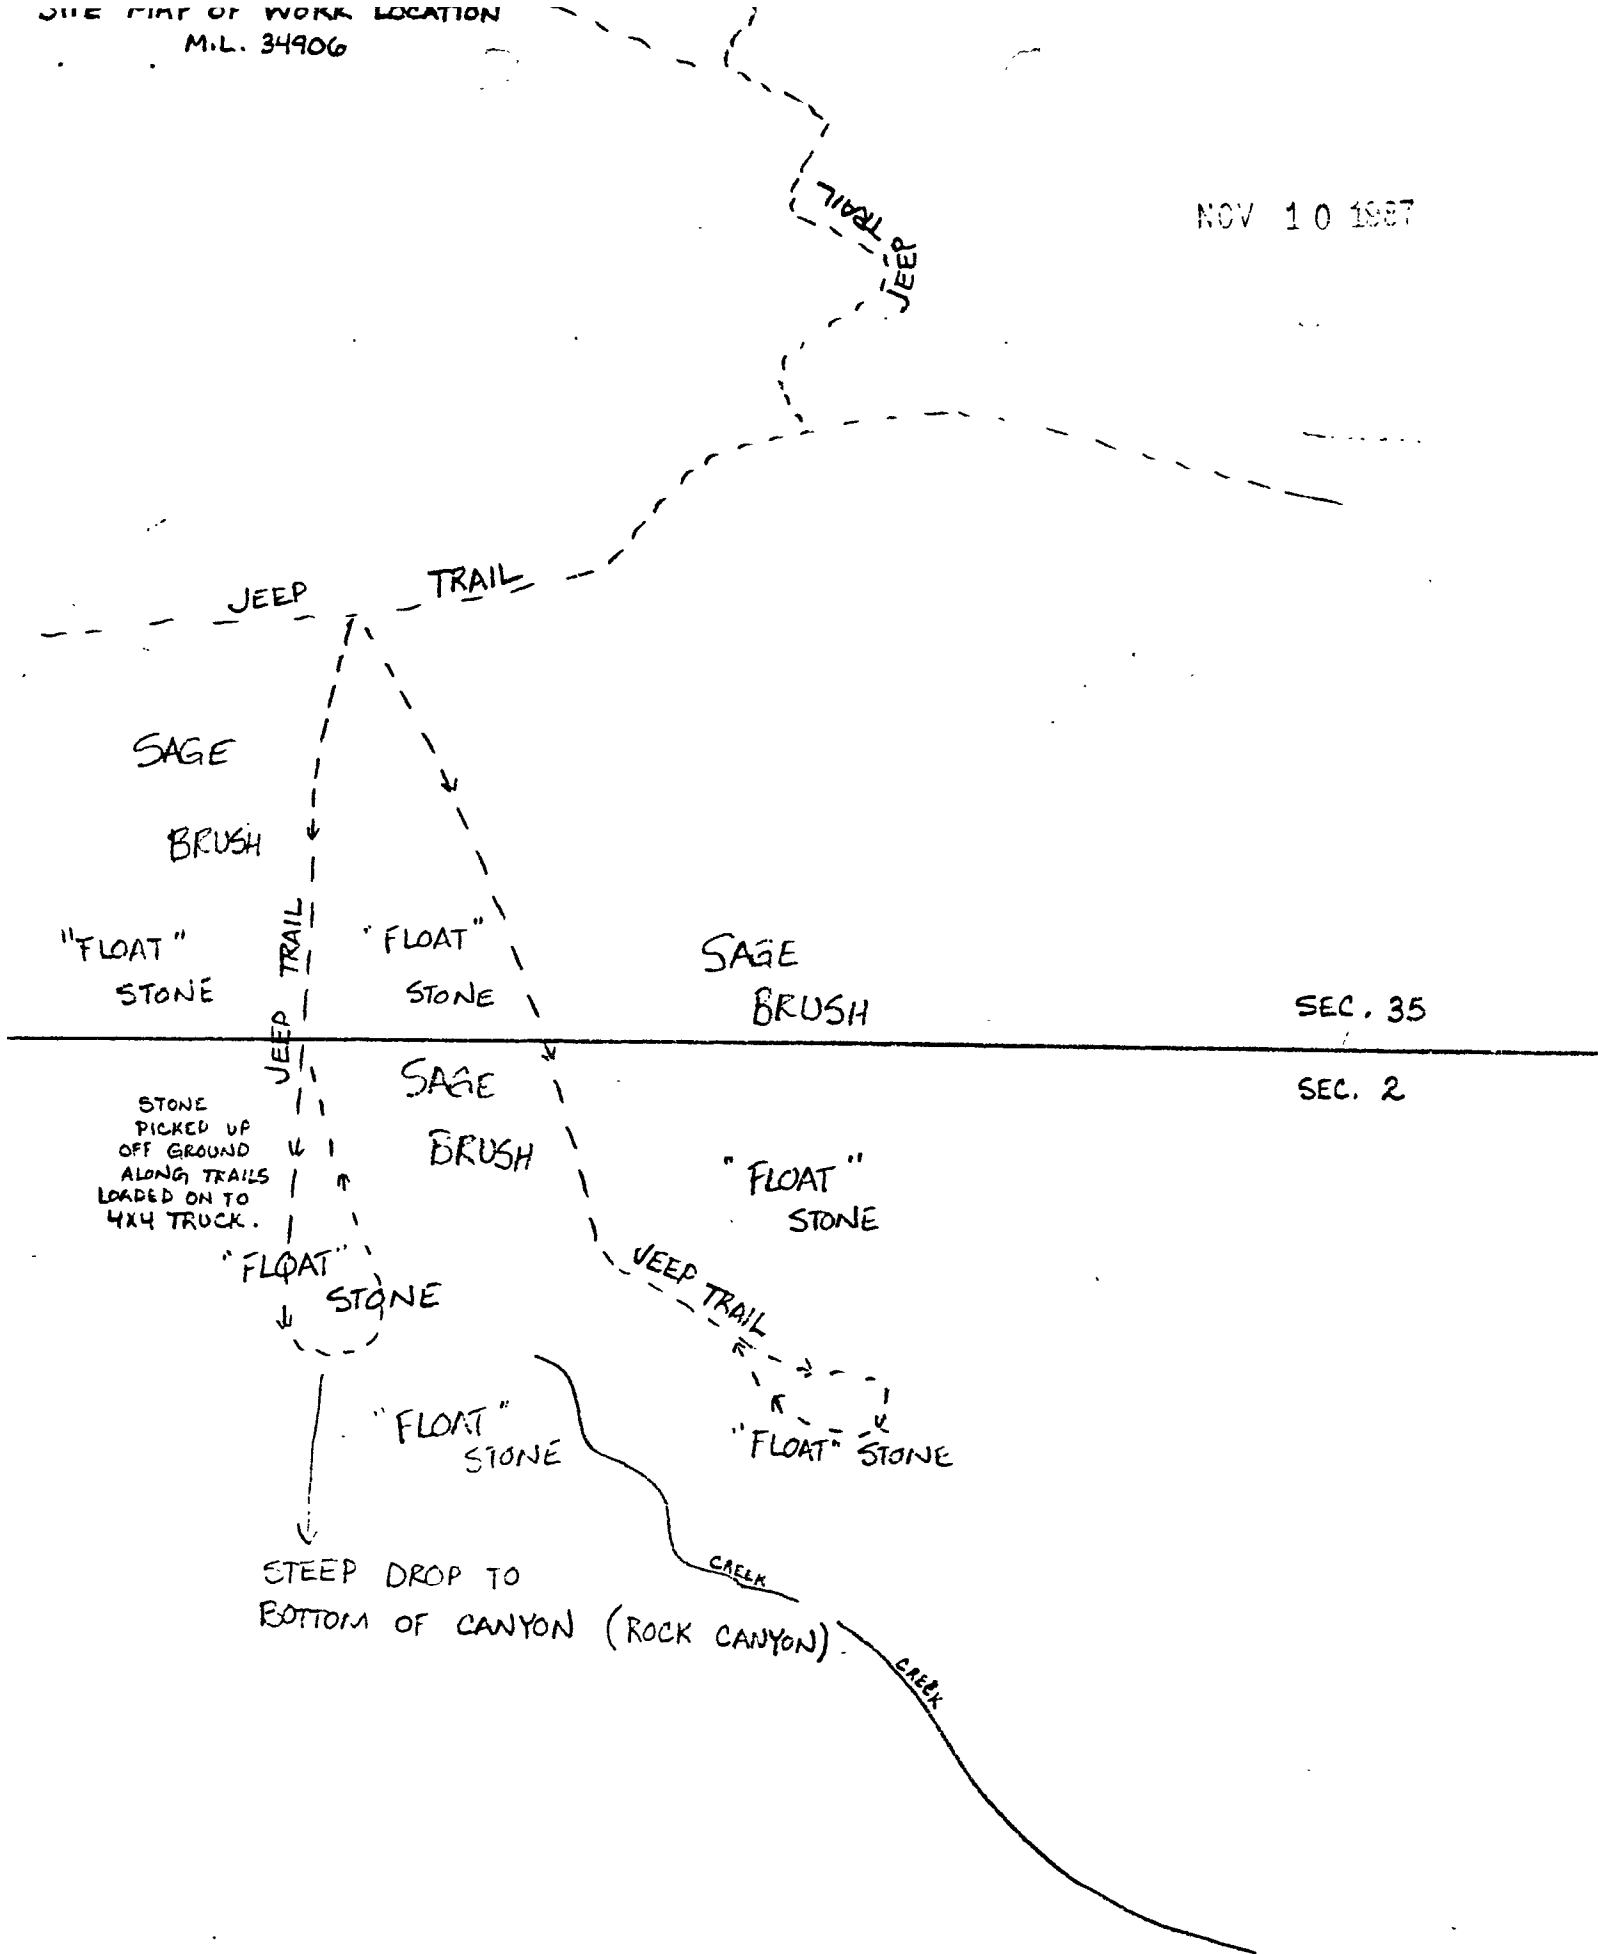 SITE MAP OF WORK LOCATION
M.L. 34906
NOV 10 1987
JEEP TRAIL
JEEP TRAIL
SAGE
BRUSH
"FLOAT"
STONE
JEEP TRAIL
"FLOAT"
STONE
SAGE
BRUSH
SEC. 35
SEC. 2
SAGE
BRUSH
STONE
PICKED UP
OFF GROUND
ALONG TRAILS
LOADED ON TO
4X4 TRUCK.
"FLOAT"
STONE
"FLOAT"
STONE
JEEP TRAIL
"FLOAT"
STONE
"FLOAT" STONE
CREEK
STEEP DROP TO
BOTTOM OF CANYON (ROCK CANYON)
CREEK